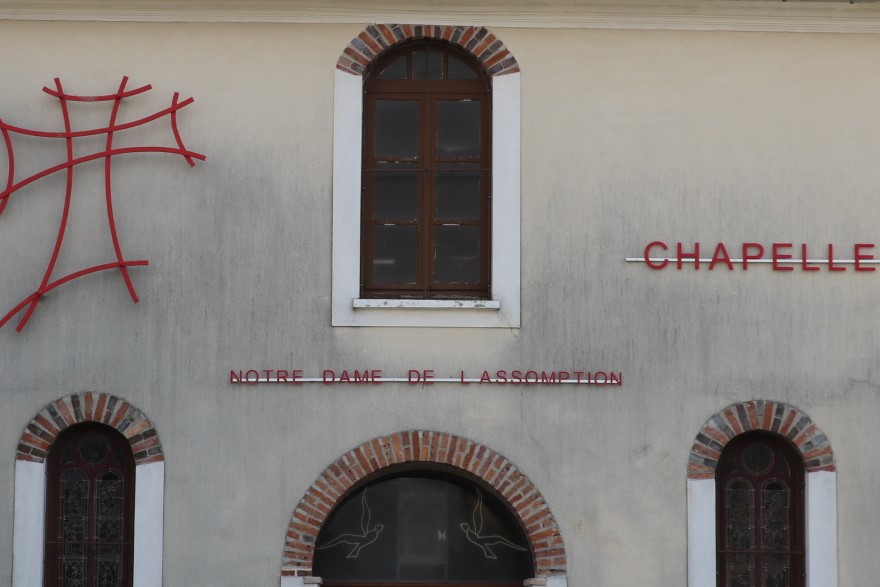 CHAPELLE
NOTRE DAME DE L ASSOMPTION